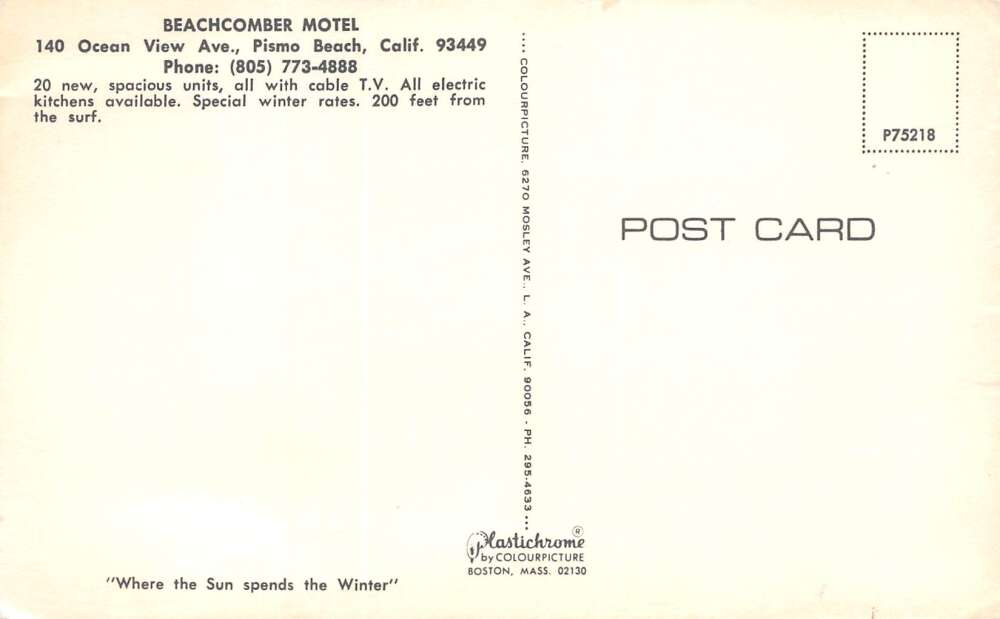 BEACHCOMBER MOTEL
140 Ocean View Ave., Pismo Beach, Calif. 93449
Phone: (805) 773-4888
20 new, spacious units, all with cable T.V. All electric
kitchens available. Special winter rates. 200 feet from
the surf.
"Where the Sun spends the Winter"
.... COLOURPICTURE, 6270 MOSLEY AVE., L. A., CALIF. 90056 - PH. 295-4633 ...
Plastichrome ®
by COLOURPICTURE
BOSTON, MASS. 02130
P75218
POST CARD